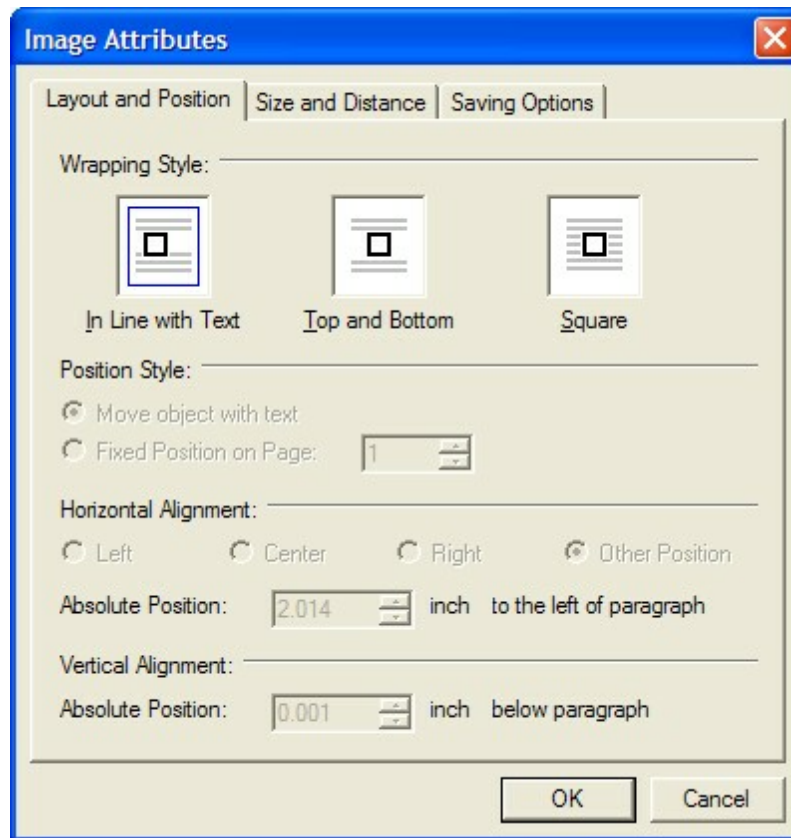 Image Attributes
Layout and Position Size and Distance Saving Options
Wrapping Style:
In Line with Text Top and Bottom Square
Position Style:
Move object with text
Fixed Position on Page: 1
Horizontal Alignment:
Left Center Right Other Position
Absolute Position: 2.014 inch to the left of paragraph
Vertical Alignment:
Absolute Position: 0.001 inch below paragraph
OK Cancel